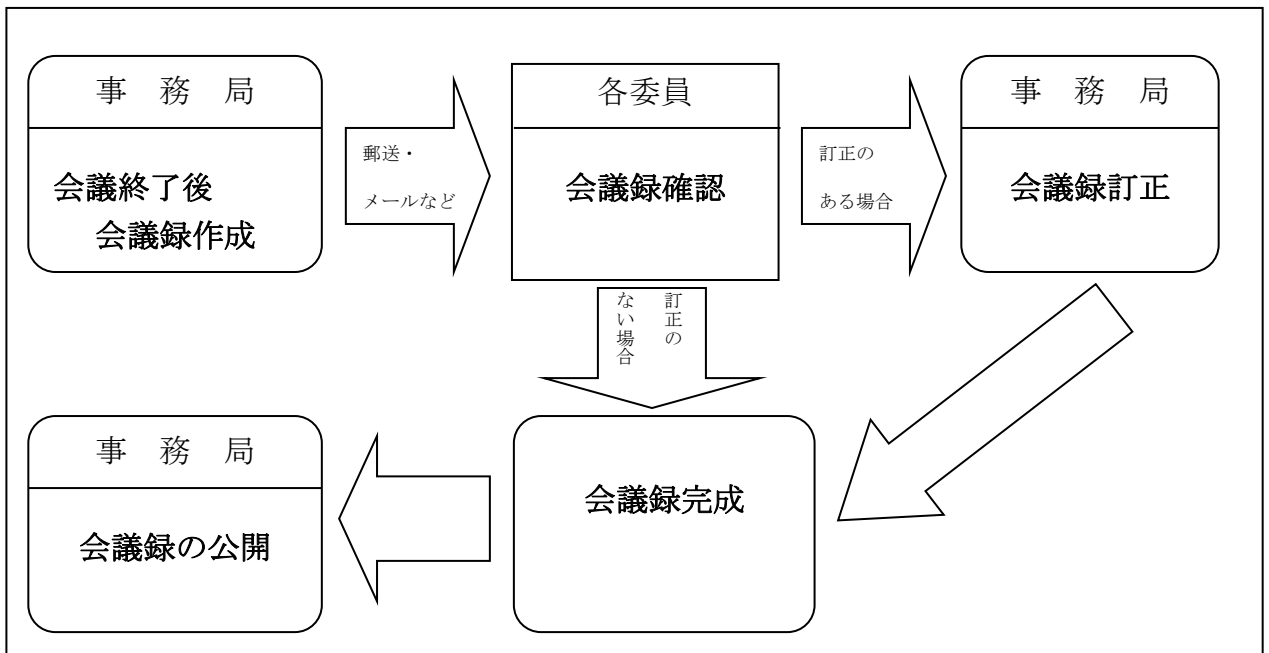 事 務 局
会議終了後
会議録作成
郵送・
メールなど
各委員
会議録確認
訂正の
ある場合
事 務 局
会議録訂正
訂正の
ない場合
会議録完成
事 務 局
会議録の公開